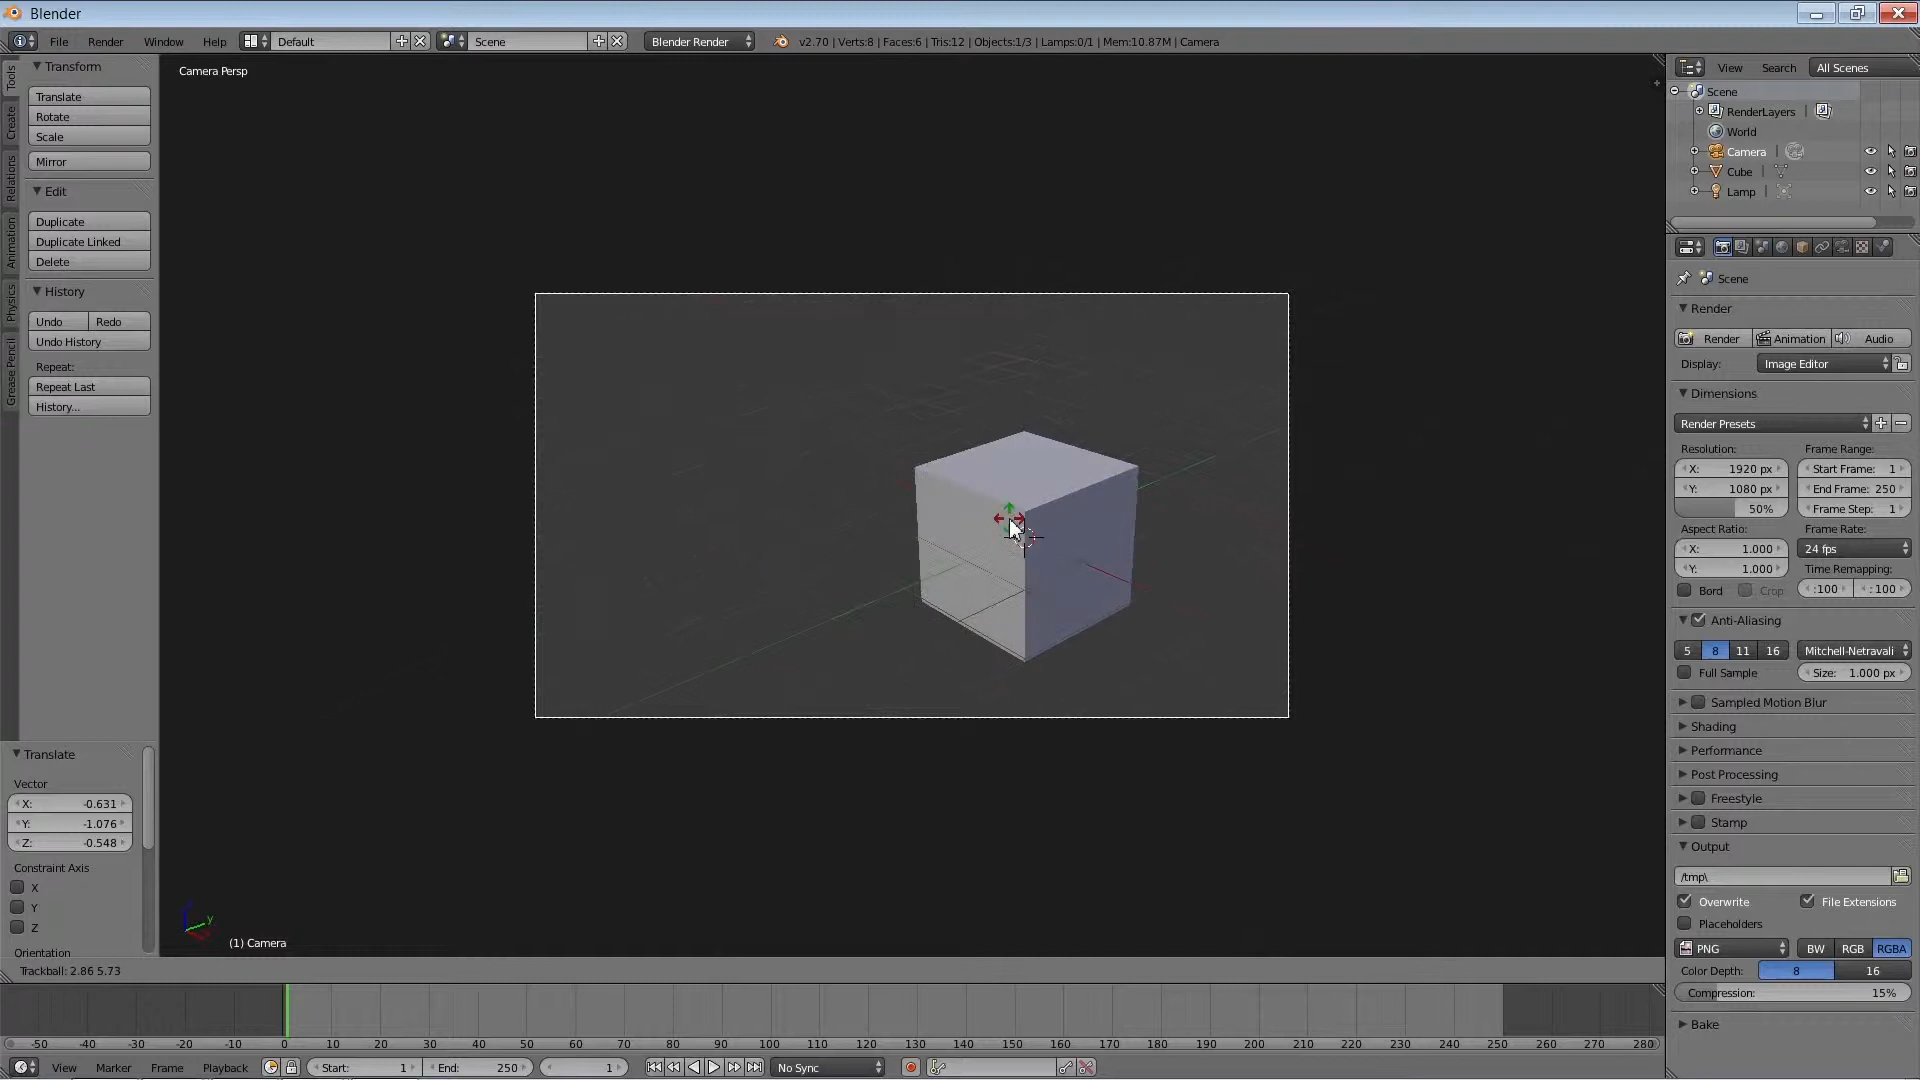 Blender
File Render Window Help Default Scene Blender Render v2.70 | Verts:8 | Faces:6 | Tris:12 | Objects:1/3 | Lamps:0/1 | Mem:10.87M | Camera
Tools
Create
Relations
Animation
Physics
Grease Pencil
Transform
Translate
Rotate
Scale
Mirror
Edit
Duplicate
Duplicate Linked
Delete
History
Undo Redo
Undo History
Repeat:
Repeat Last
History...
Translate
Vector
X: -0.631
Y: -1.076
Z: -0.548
Constraint Axis
X
Y
Z
Orientation
Camera Persp
y
(1) Camera
Trackball: 2.86 5.73
View Search All Scenes
Scene
RenderLayers |
World
Camera |
Cube |
Lamp |
Scene
Render
Render Animation Audio
Display: Image Editor
Dimensions
Render Presets
Resolution: Frame Range:
X: 1920 px Start Frame: 1
Y: 1080 px End Frame: 250
50% Frame Step: 1
Aspect Ratio: Frame Rate:
X: 1.000 24 fps
Y: 1.000 Time Remapping:
Bord Crop :100 :100
Anti-Aliasing
5 8 11 16 Mitchell-Netravali
Full Sample Size: 1.000 px
Sampled Motion Blur
Shading
Performance
Post Processing
Freestyle
Stamp
Output
/tmp\
Overwrite File Extensions
Placeholders
PNG BW RGB RGBA
Color Depth: 8 16
Compression: 15%
Bake
-50 -40 -30 -20 -10 0 10 20 30 40 50 60 70 80 90 100 110 120 130 140 150 160 170 180 190 200 210 220 230 240 250 260 270 280
View Marker Frame Playback Start: 1 End: 250 1 No Sync